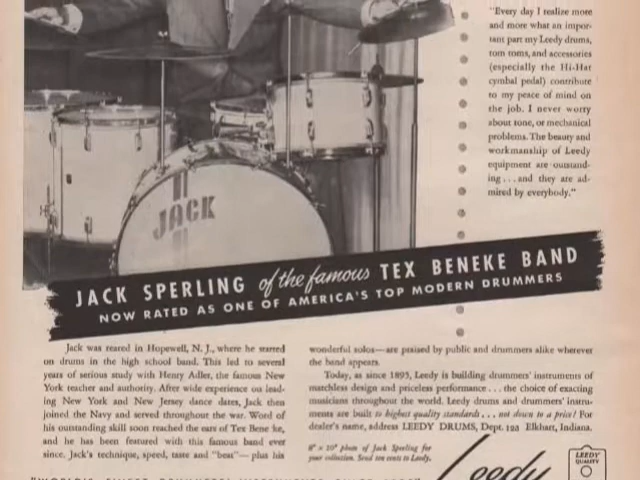 "Every day I realize more
and more what an impor-
tant part my Leedy drums,
tom toms, and accessories
(especially the Hi-Hat
cymbal pedal) contribute
to my peace of mind on
the job. I never worry
about tone, or mechanical
problems. The beauty and
workmanship of Leedy
equipment are outstand-
ing...and they are ad-
mired by everybody."
JACK
JACK SPERLING of the famous TEX BENEKE BAND
NOW RATED AS ONE OF AMERICA'S TOP MODERN DRUMMERS
Jack was reared in Hopewell, N. J., where he started
on drums in the high school band. This led to several
years of serious study with Henry Adler, the famous New
York teacher and authority. After wide experience on lead-
ing New York and New Jersey dance dates, Jack then
joined the Navy and served throughout the war. Word of
his outstanding skill soon reached the ears of Tex Bene ke,
and he has been featured with this famous band ever
since. Jack's technique, speed, taste and "beat"—plus his
wonderful solos—are praised by public and drummers alike wherever
the band appears.
Today, as since 1895, Leedy is building drummers' instruments of
matchless design and priceless performance...the choice of exacting
musicians throughout the world. Leedy drums and drummers' instru-
ments are built to highest quality standards...not down to a price! For
dealer's name, address LEEDY DRUMS, Dept. 122 Elkhart, Indiana.
8" x 10" photo of Jack Sperling for
your collection. Send ten cents to Leedy.
Leedy
LEEDY
QUALITY